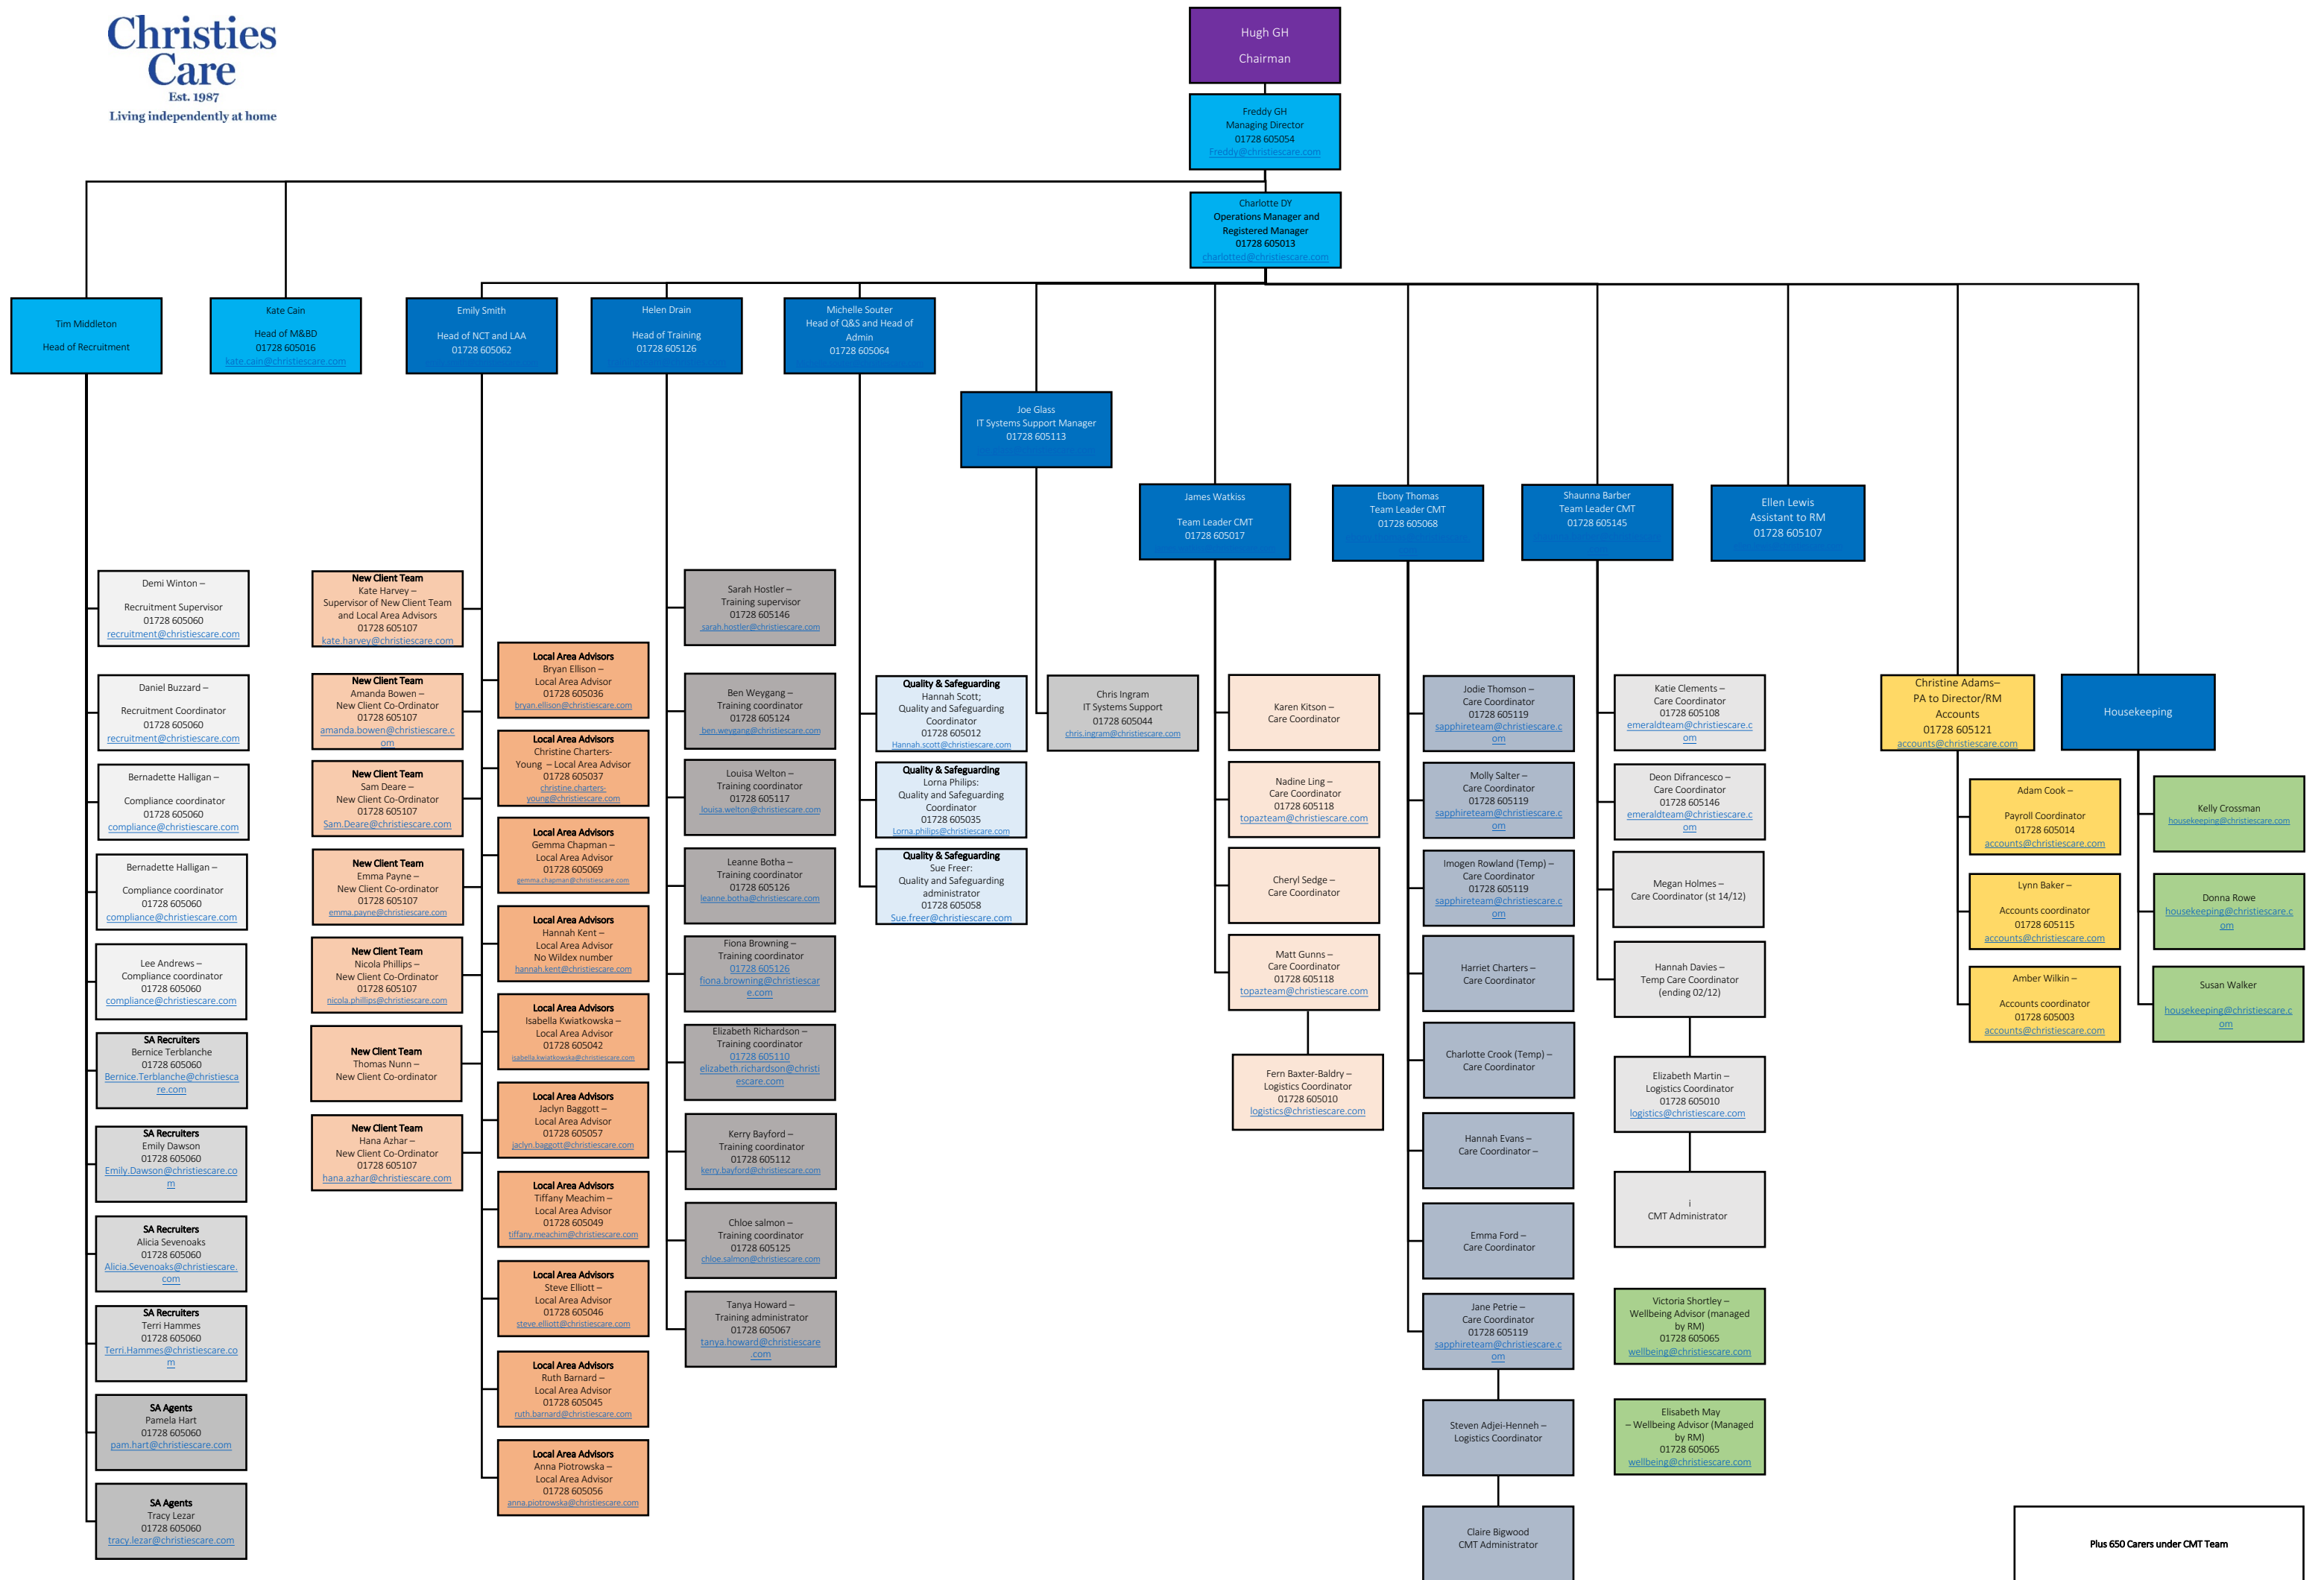 Christies
Care
Est. 1987
Living independently at home
Hugh GH
Chairman
Freddy GH
Managing Director
01728 605054
Freddy@christiescare.com
Charlotte DY
Operations Manager and
Registered Manager
01728 605013
charlotted@christiescare.com
Tim Middleton
Head of Recruitment
Kate Cain
Head of M&BD
01728 605016
kate.cain@christiescare.com
Emily Smith
Head of NCT and LAA
01728 605062
Helen Drain
Head of Training
01728 605126
Michelle Souter
Head of Q&S and Head of
Admin
01728 605064
Joe Glass
IT Systems Support Manager
01728 605113
James Watkiss
Team Leader CMT
01728 605017
Ebony Thomas
Team Leader CMT
01728 605068
Shaunna Barber
Team Leader CMT
01728 605145
Ellen Lewis
Assistant to RM
01728 605107
Demi Winton –
Recruitment Supervisor
01728 605060
recruitment@christiescare.com
Daniel Buzzard –
Recruitment Coordinator
01728 605060
recruitment@christiescare.com
Bernadette Halligan –
Compliance coordinator
01728 605060
compliance@christiescare.com
Bernadette Halligan –
Compliance coordinator
01728 605060
compliance@christiescare.com
Lee Andrews –
Compliance coordinator
01728 605060
compliance@christiescare.com
SA Recruiters
Bernice Terblanche
01728 605060
Bernice.Terblanche@christiesca
re.com
SA Recruiters
Emily Dawson
01728 605060
Emily.Dawson@christiescare.co
m
SA Recruiters
Alicia Sevenoaks
01728 605060
Alicia.Sevenoaks@christiescare.
com
SA Recruiters
Terri Hammes
01728 605060
Terri.Hammes@christiescare.co
m
SA Agents
Pamela Hart
01728 605060
pam.hart@christiescare.com
SA Agents
Tracy Lezar
01728 605060
tracy.lezar@christiescare.com
New Client Team
Kate Harvey –
Supervisor of New Client Team
and Local Area Advisors
01728 605107
kate.harvey@christiescare.com
New Client Team
Amanda Bowen –
New Client Co-Ordinator
01728 605107
amanda.bowen@christiescare.c
om
New Client Team
Sam Deare –
New Client Co-Ordinator
01728 605107
Sam.Deare@christiescare.com
New Client Team
Emma Payne –
New Client Co-ordinator
01728 605107
emma.payne@christiescare.com
New Client Team
Nicola Phillips –
New Client Co-Ordinator
01728 605107
nicola.phillips@christiescare.com
New Client Team
Thomas Nunn –
New Client Co-ordinator
New Client Team
Hana Azhar –
New Client Co-Ordinator
01728 605107
hana.azhar@christiescare.com
Local Area Advisors
Bryan Ellison –
Local Area Advisor
01728 605036
bryan.ellison@christiescare.com
Local Area Advisors
Christine Charters-
Young – Local Area Advisor
01728 605037
christine.charters-
young@christiescare.com
Local Area Advisors
Gemma Chapman –
Local Area Advisor
01728 605069
gemma.chapman@christiescare.com
Local Area Advisors
Hannah Kent –
Local Area Advisor
No Wildex number
hannah.kent@christiescare.com
Local Area Advisors
Isabella Kwiatkowska –
Local Area Advisor
01728 605042
isabella.kwiatkowska@christiescare.com
Local Area Advisors
Jaclyn Baggott –
Local Area Advisor
01728 605057
jaclyn.baggott@christiescare.com
Local Area Advisors
Tiffany Meachim –
Local Area Advisor
01728 605049
tiffany.meachim@christiescare.com
Local Area Advisors
Steve Elliott –
Local Area Advisor
01728 605046
steve.elliott@christiescare.com
Local Area Advisors
Ruth Barnard –
Local Area Advisor
01728 605045
ruth.barnard@christiescare.com
Local Area Advisors
Anna Piotrowska –
Local Area Advisor
01728 605056
anna.piotrowska@christiescare.com
Sarah Hostler –
Training supervisor
01728 605146
sarah.hostler@christiescare.com
Ben Weygang –
Training coordinator
01728 605124
ben.weygang@christiescare.com
Louisa Welton –
Training coordinator
01728 605117
louisa.welton@christiescare.com
Leanne Botha –
Training coordinator
01728 605126
leanne.botha@christiescare.com
Fiona Browning –
Training coordinator
01728 605126
fiona.browning@christiescar
e.com
Elizabeth Richardson –
Training coordinator
01728 605110
elizabeth.richardson@christi
escare.com
Kerry Bayford –
Training coordinator
01728 605112
kerry.bayford@christiescare.com
Chloe salmon –
Training coordinator
01728 605125
chloe.salmon@christiescare.com
Tanya Howard –
Training administrator
01728 605067
tanya.howard@christiescare
.com
Quality & Safeguarding
Hannah Scott;
Quality and Safeguarding
Coordinator
01728 605012
Hannah.scott@christiescare.com
Quality & Safeguarding
Lorna Philips:
Quality and Safeguarding
Coordinator
01728 605035
Lorna.philips@christiescare.com
Quality & Safeguarding
Sue Freer:
Quality and Safeguarding
administrator
01728 605058
Sue.freer@christiescare.com
Chris Ingram
IT Systems Support
01728 605044
chris.ingram@christiescare.com
Karen Kitson –
Care Coordinator
Nadine Ling –
Care Coordinator
01728 605118
topazteam@christiescare.com
Cheryl Sedge –
Care Coordinator
Matt Gunns –
Care Coordinator
01728 605118
topazteam@christiescare.com
Fern Baxter-Baldry –
Logistics Coordinator
01728 605010
logistics@christiescare.com
Jodie Thomson –
Care Coordinator
01728 605119
sapphireteam@christiescare.c
om
Molly Salter –
Care Coordinator
01728 605119
sapphireteam@christiescare.c
om
Imogen Rowland (Temp) –
Care Coordinator
01728 605119
sapphireteam@christiescare.c
om
Harriet Charters –
Care Coordinator
Charlotte Crook (Temp) –
Care Coordinator
Hannah Evans –
Care Coordinator –
Emma Ford –
Care Coordinator
Jane Petrie –
Care Coordinator
01728 605119
sapphireteam@christiescare.c
om
Steven Adjei-Henneh –
Logistics Coordinator
Claire Bigwood
CMT Administrator
Katie Clements –
Care Coordinator
01728 605108
emeraldteam@christiescare.c
om
Deon Difrancesco –
Care Coordinator
01728 605146
emeraldteam@christiescare.c
om
Megan Holmes –
Care Coordinator (st 14/12)
Hannah Davies –
Temp Care Coordinator
(ending 02/12)
Elizabeth Martin –
Logistics Coordinator
01728 605010
logistics@christiescare.com
i
CMT Administrator
Victoria Shortley –
Wellbeing Advisor (managed
by RM)
01728 605065
wellbeing@christiescare.com
Elisabeth May
– Wellbeing Advisor (Managed
by RM)
01728 605065
wellbeing@christiescare.com
Christine Adams–
PA to Director/RM
Accounts
01728 605121
accounts@christiescare.com
Adam Cook –
Payroll Coordinator
01728 605014
accounts@christiescare.com
Lynn Baker –
Accounts coordinator
01728 605115
accounts@christiescare.com
Amber Wilkin –
Accounts coordinator
01728 605003
accounts@christiescare.com
Housekeeping
Kelly Crossman
housekeeping@christiescare.com
Donna Rowe
housekeeping@christiescare.c
om
Susan Walker
housekeeping@christiescare.c
om
Plus 650 Carers under CMT Team